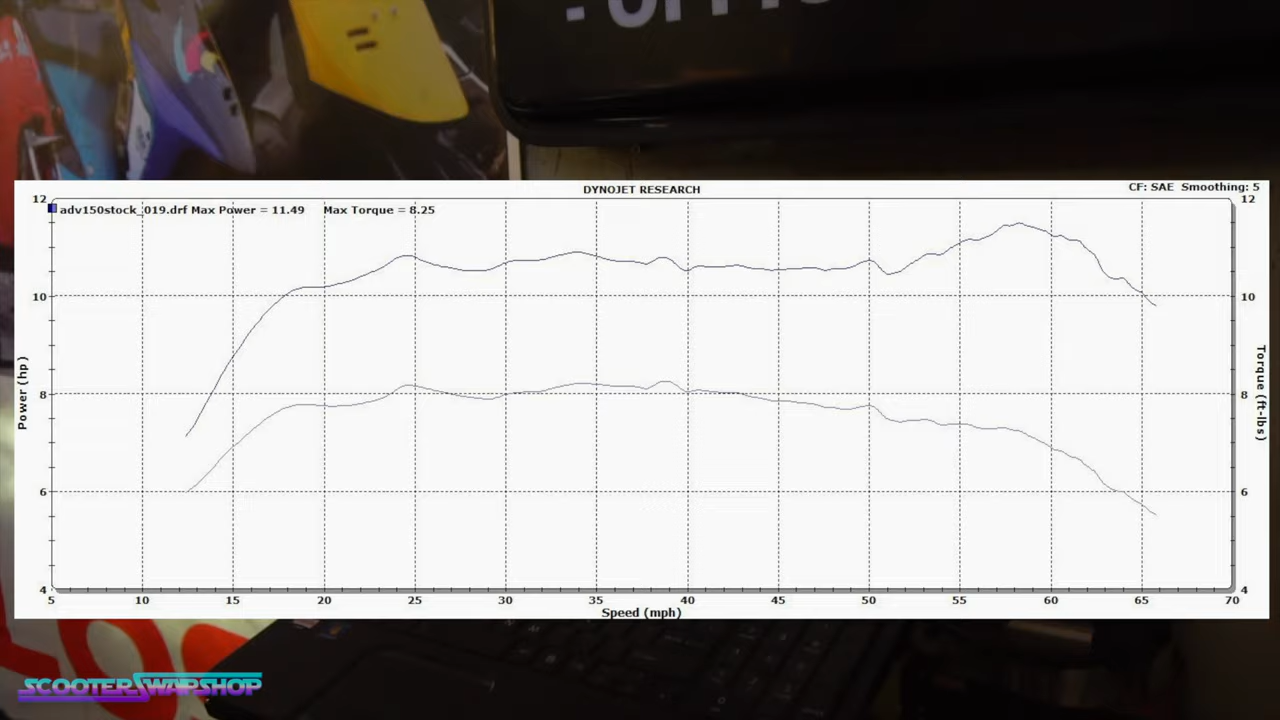 DYNOJET RESEARCH
CF: SAE Smoothing: 5
adv150stock_019.drf Max Power = 11.49 Max Torque = 8.25
12
10
8
6
4
Power (hp)
12
10
8
6
4
Torque (ft-lbs)
5 10 15 20 25 30 35 40 45 50 55 60 65 70
Speed (mph)
SCOOTERSWAPSHOP